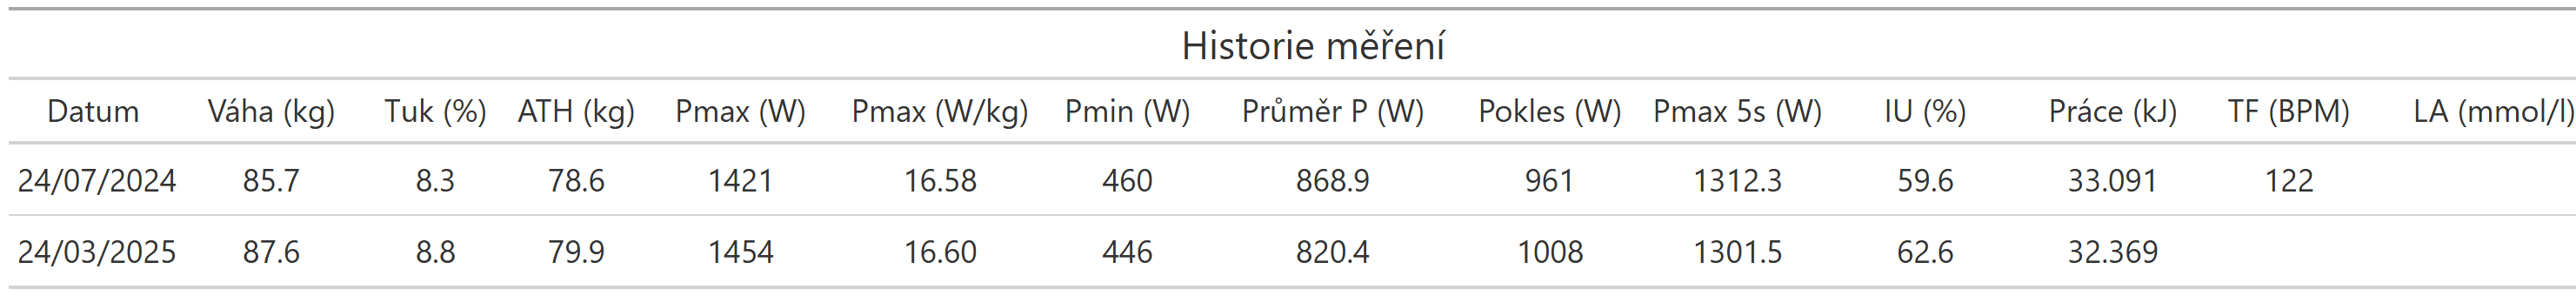 Historie měření
Datum Váha (kg) Tuk (%) ATH (kg) Pmax (W) Pmax (W/kg) Pmin (W) Průměr P (W) Pokles (W) Pmax 5s (W) IU (%) Práce (kJ) TF (BPM) LA (mmol/l)
24/07/2024 85.7 8.3 78.6 1421 16.58 460 868.9 961 1312.3 59.6 33.091 122
24/03/2025 87.6 8.8 79.9 1454 16.60 446 820.4 1008 1301.5 62.6 32.369